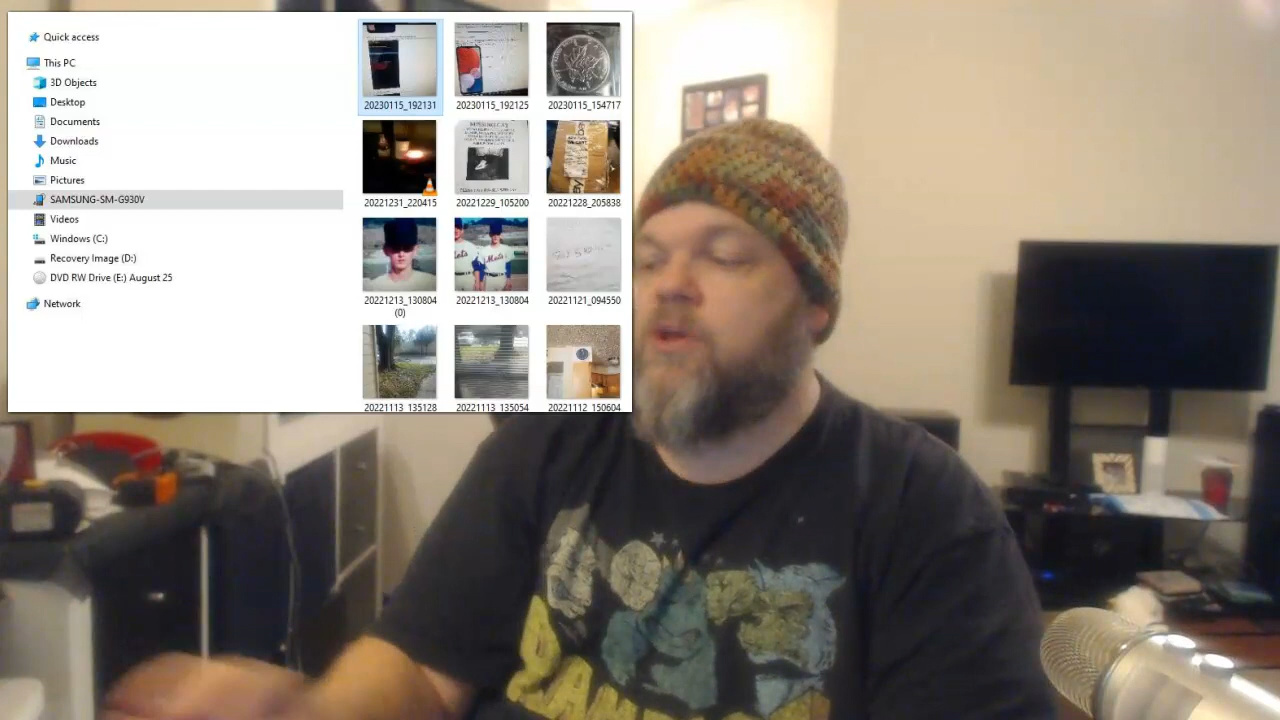 Quick access
This PC
3D Objects
Desktop
Documents
Downloads
Music
Pictures
SAMSUNG-SM-G930V
Videos
Windows (C:)
Recovery Image (D:)
DVD RW Drive (E:) August 25
Network
20230115_192131
20230115_192125
20230115_154717
20221231_220415
20221229_105200
20221228_205838
Mets
20221213_130804
(0)
20221213_130804
20221121_094550
20221113_135128
20221113_135054
20221112_150604